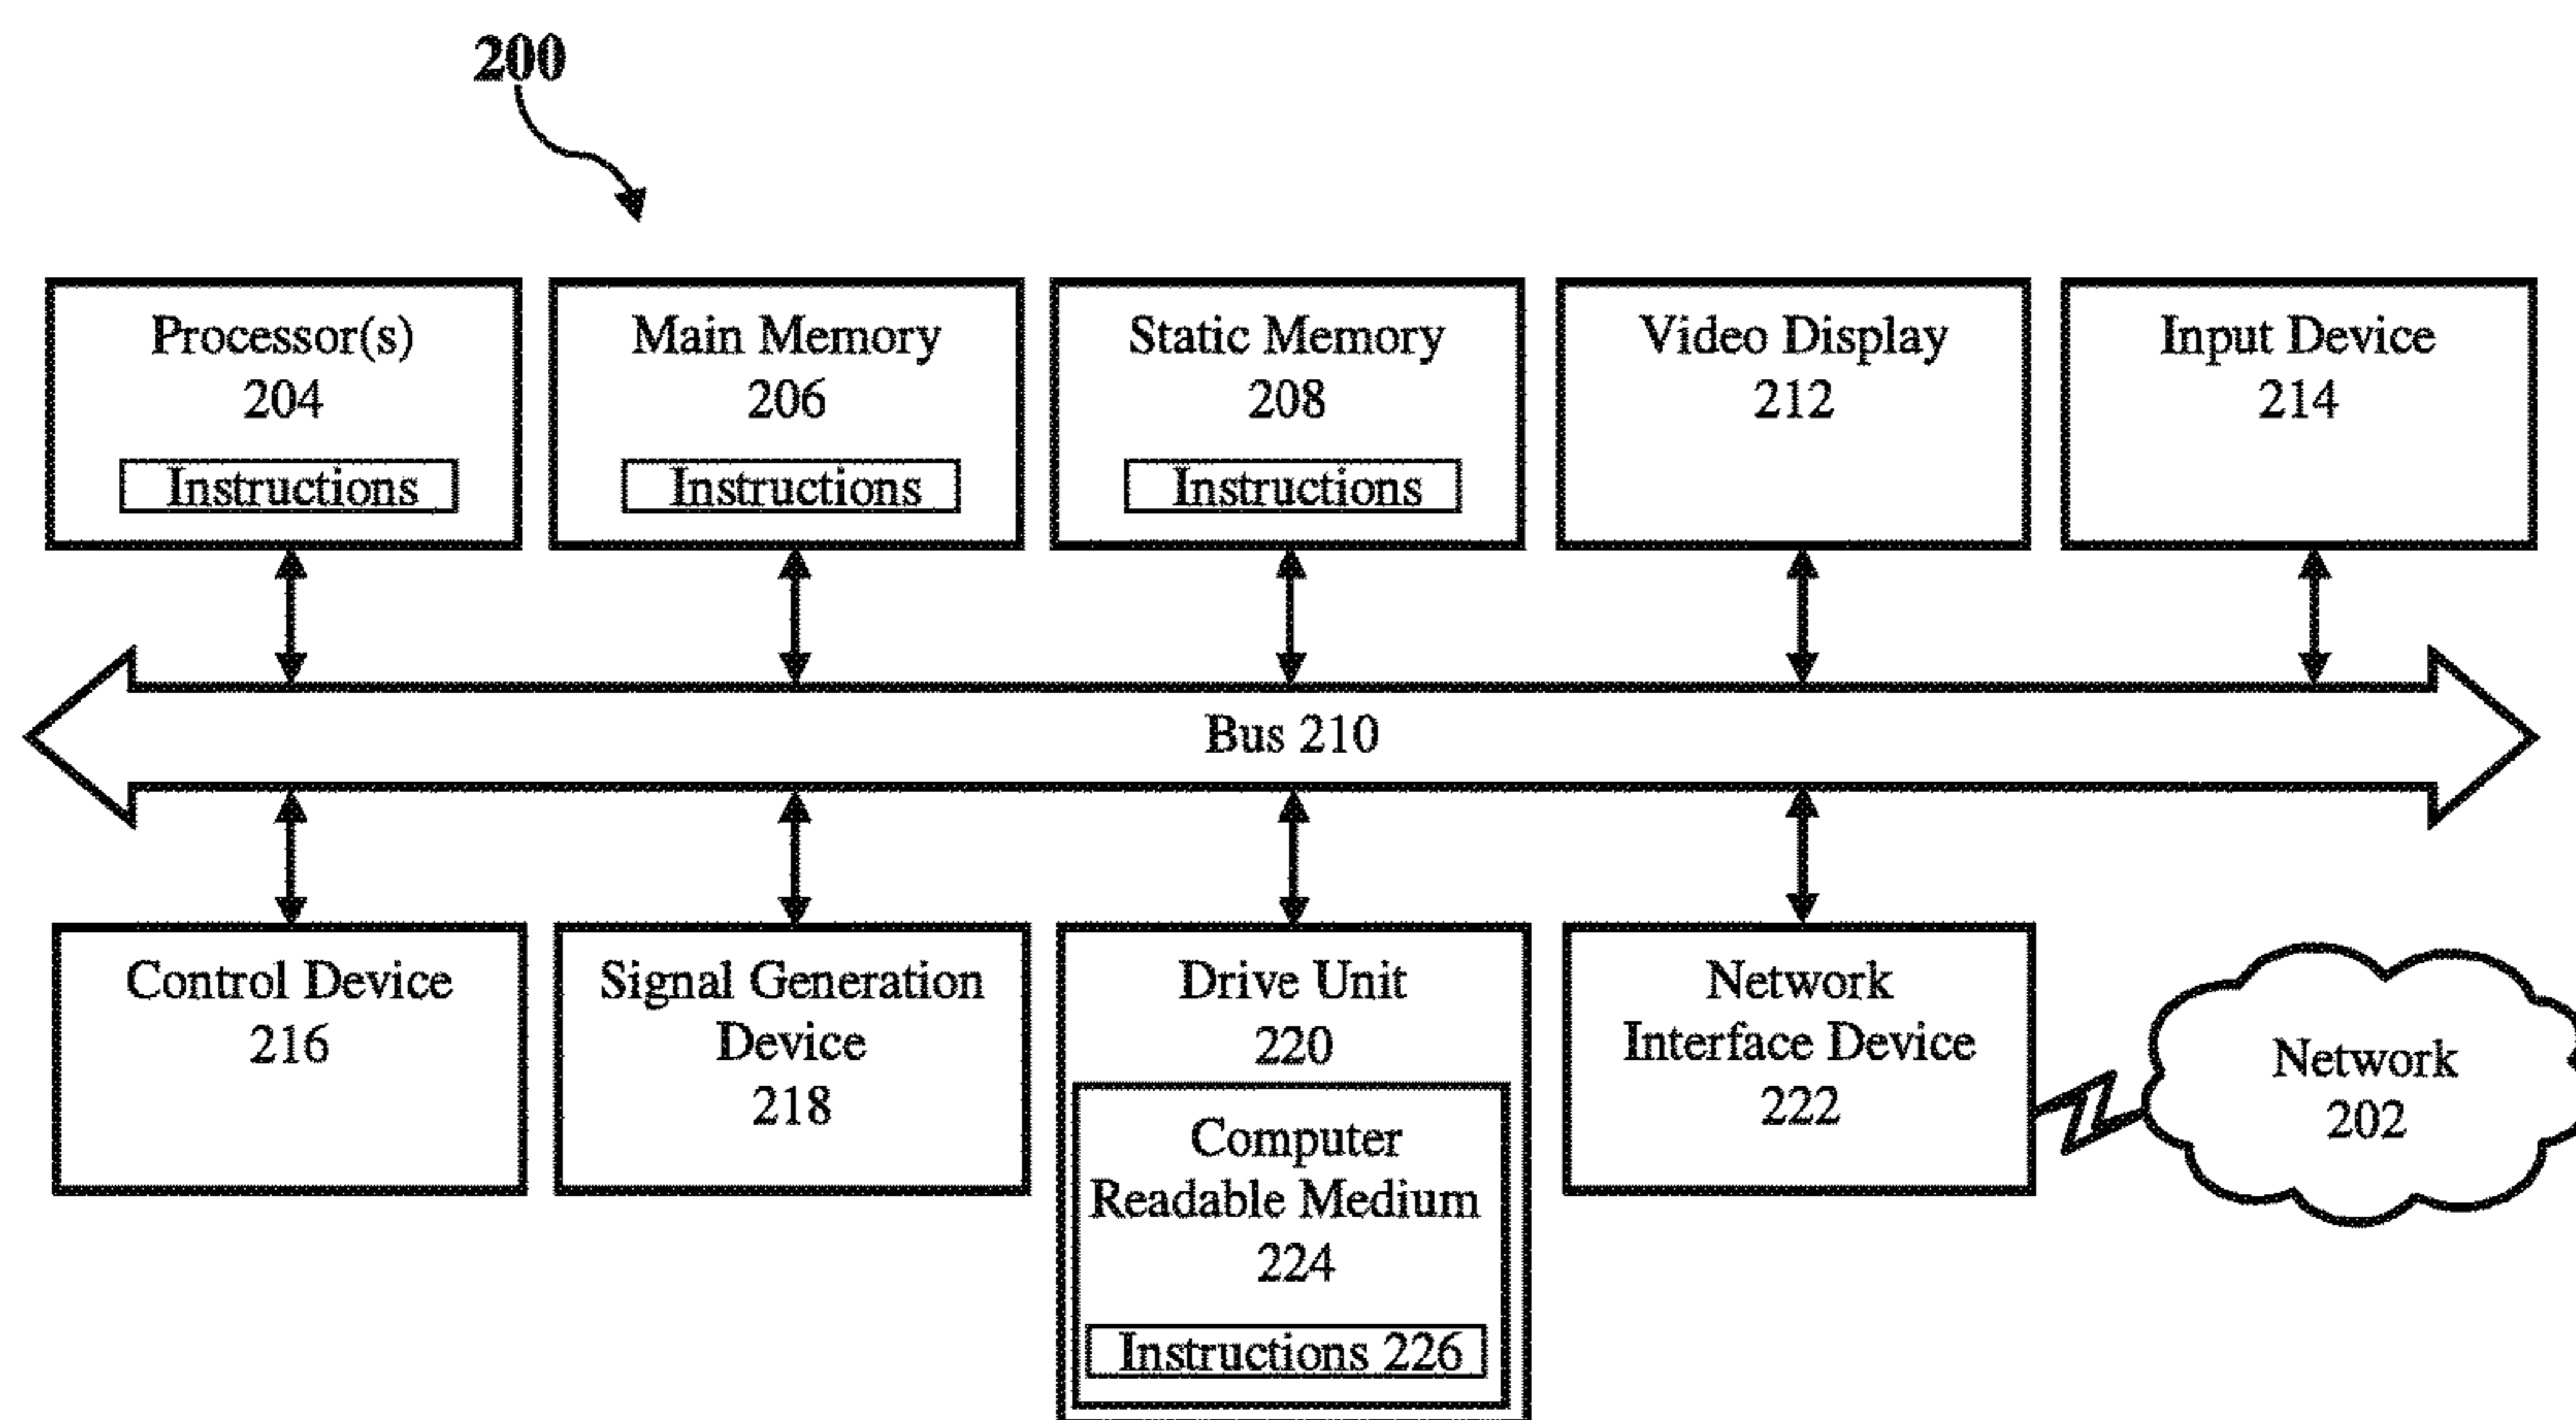 200
Processor(s)
204
Instructions
Main Memory
206
Instructions
Static Memory
208
Instructions
Video Display
212
Input Device
214
Bus 210
Control Device
216
Signal Generation
Device
218
Drive Unit
220
Computer
Readable Medium
224
Instructions 226
Network
Interface Device
222
Network
202